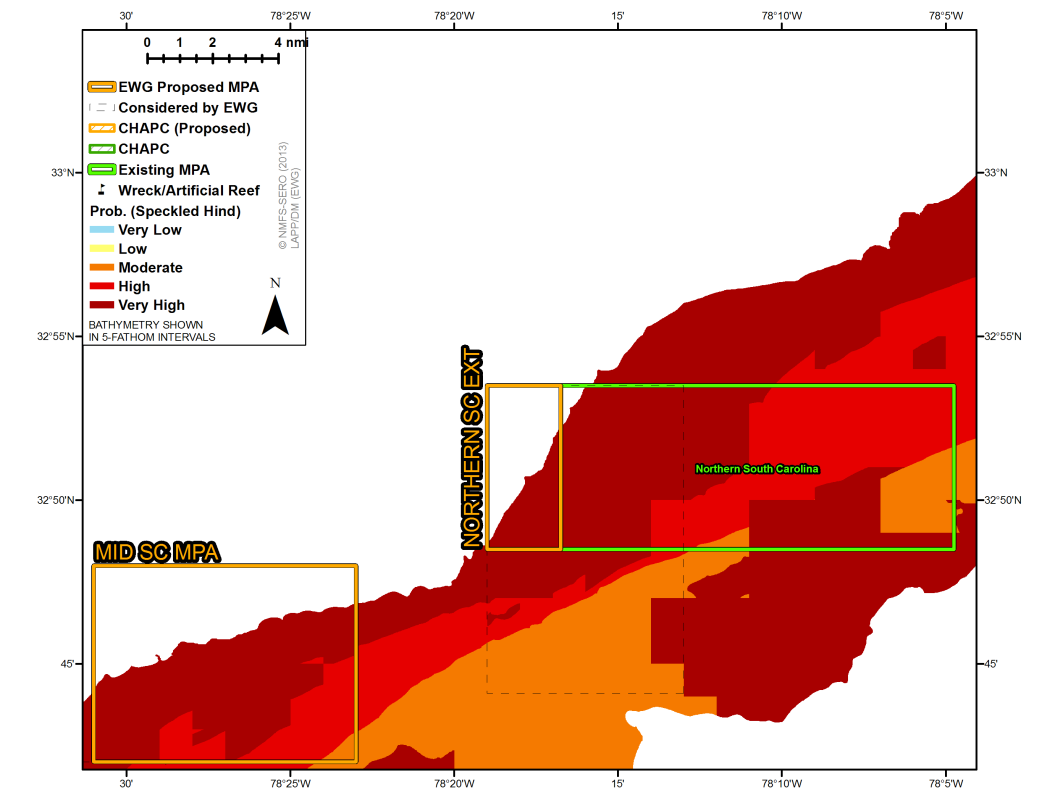 30'
78°25'W
78°20'W
15'
78°10'W
78°5'W
0 1 2 4 nmi
EWG Proposed MPA
Considered by EWG
CHAPC (Proposed)
CHAPC
Existing MPA
Wreck/Artificial Reef
Prob. (Speckled Hind)
Very Low
Low
Moderate
High
Very High
BATHYMETRY SHOWN
IN 5-FATHOM INTERVALS
© NMFS-SERO (2013)
LAPP/DM (EWG)
N
33°N
33°N
32°55'N
32°55'N
NORTHERN SC EXT
Northern South Carolina
32°50'N
32°50'N
MID SC MPA
45'
45'
30'
78°25'W
78°20'W
15'
78°10'W
78°5'W